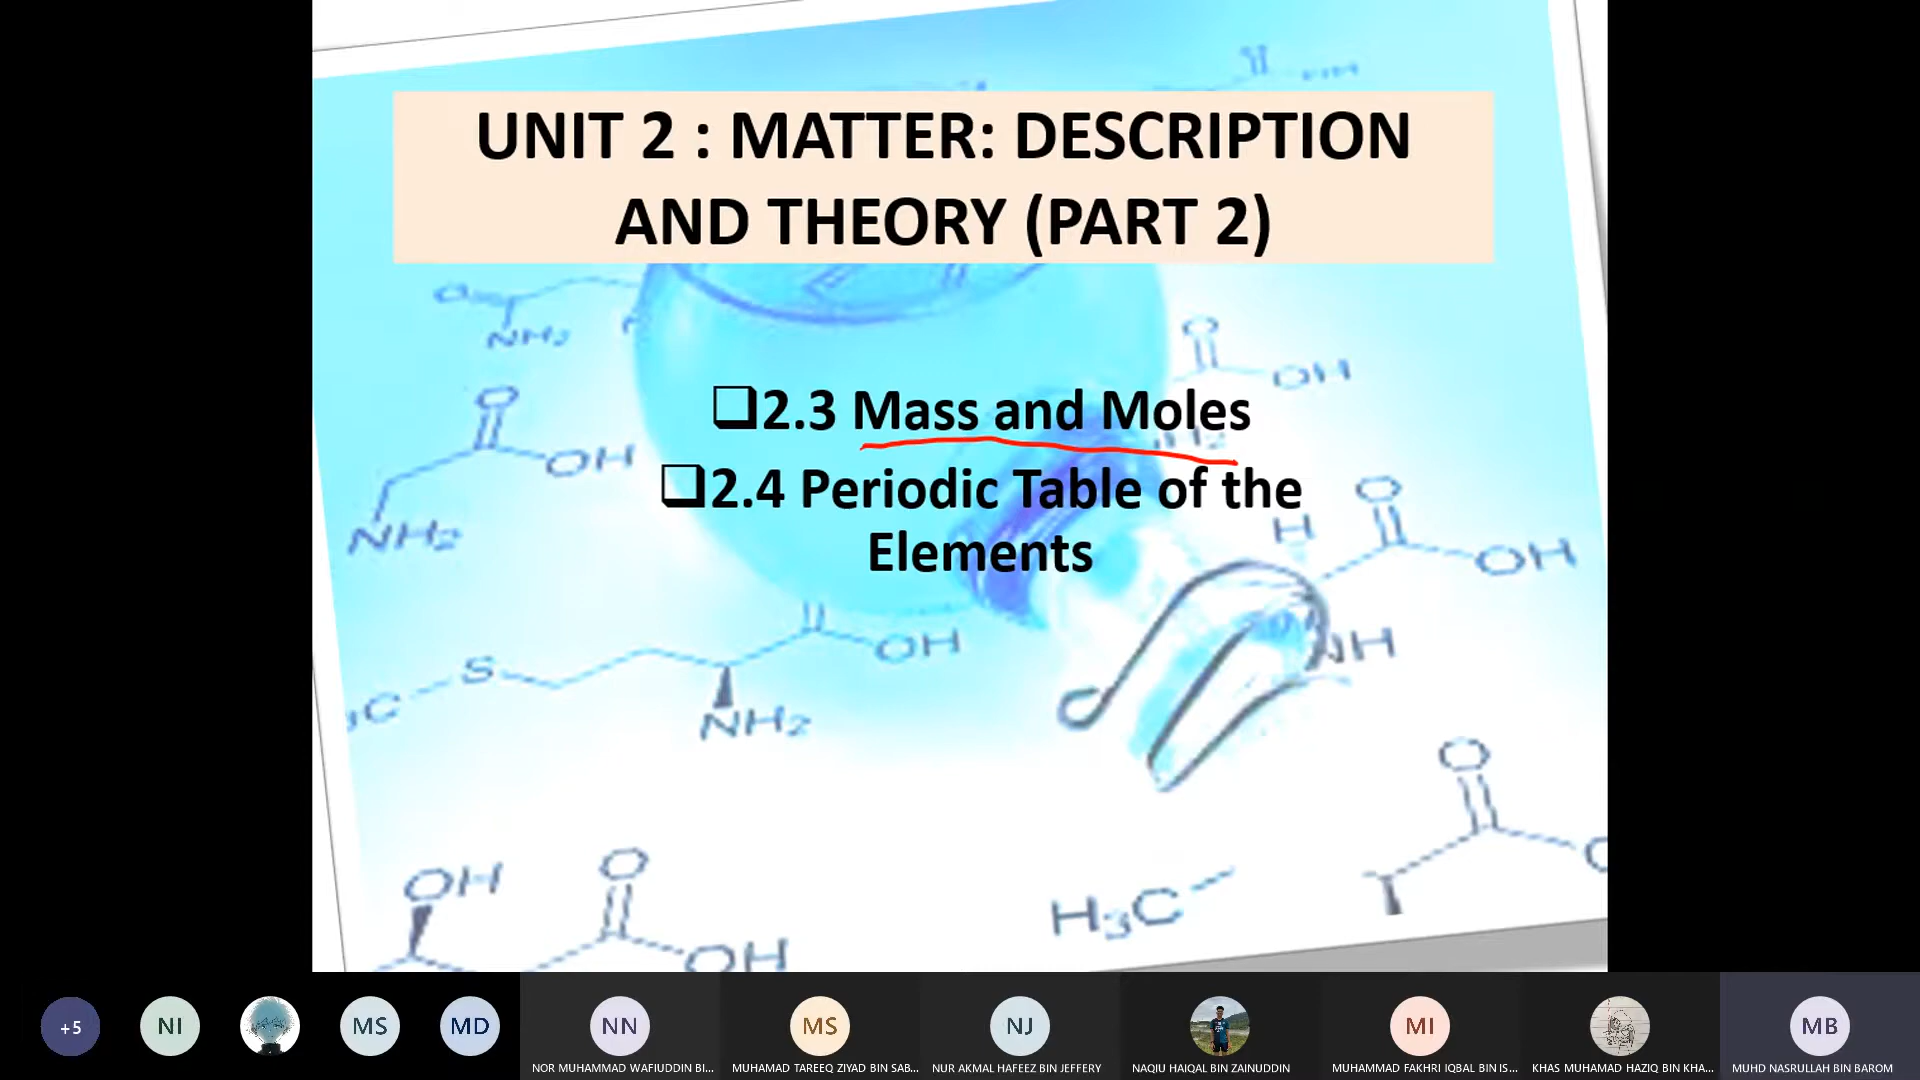 UNIT 2 : MATTER: DESCRIPTION
AND THEORY (PART 2)
O
NH₂
O
OH
❑2.3 Mass and Moles
O
OH
NH₂
❑2.4 Periodic Table of the
Elements
H
O
OH
S
OH
NH
NH₂
O
OH
O
OH
H₃C
+5
NI
MS
MD
NN
MS
NJ
MI
MB
NOR MUHAMMAD WAFIUDDIN BI...
MUHAMAD TAREEQ ZIYAD BIN SAB...
NUR AKMAL HAFEEZ BIN JEFFERY
NAQIU HAIQAL BIN ZAINUDDIN
MUHAMMAD FAKHRI IQBAL BIN IS...
KHAS MUHAMAD HAZIQ BIN KHA...
MUHD NASRULLAH BIN BAROM